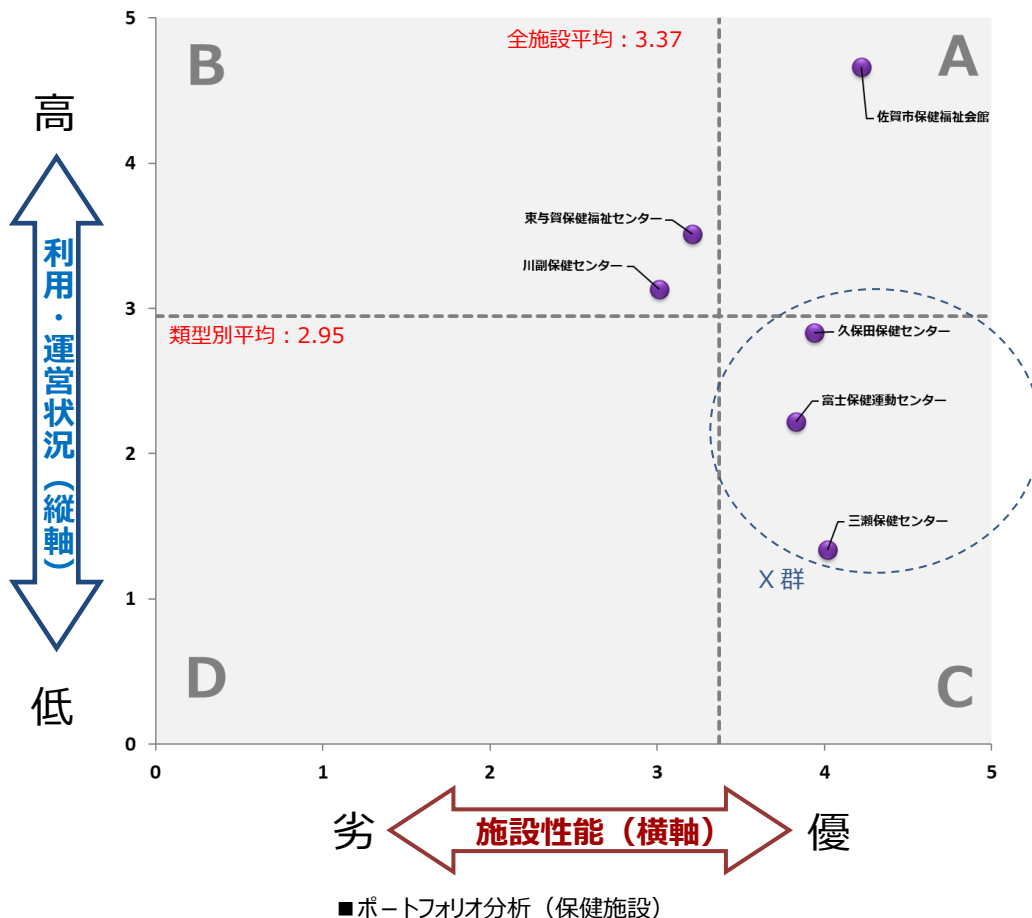 5
4
3
2
1
0
0
1
2
3
4
5
B
A
C
D
全施設平均：3.37
類型別平均：2.95
佐賀市保健福祉会館
東与賀保健福祉センター
川副保健センター
久保田保健センター
富士保健運動センター
三瀬保健センター
X 群
高
利用・運営状況（縦軸）
低
劣
施設性能（横軸）
優
■ポートフォリオ分析（保健施設）